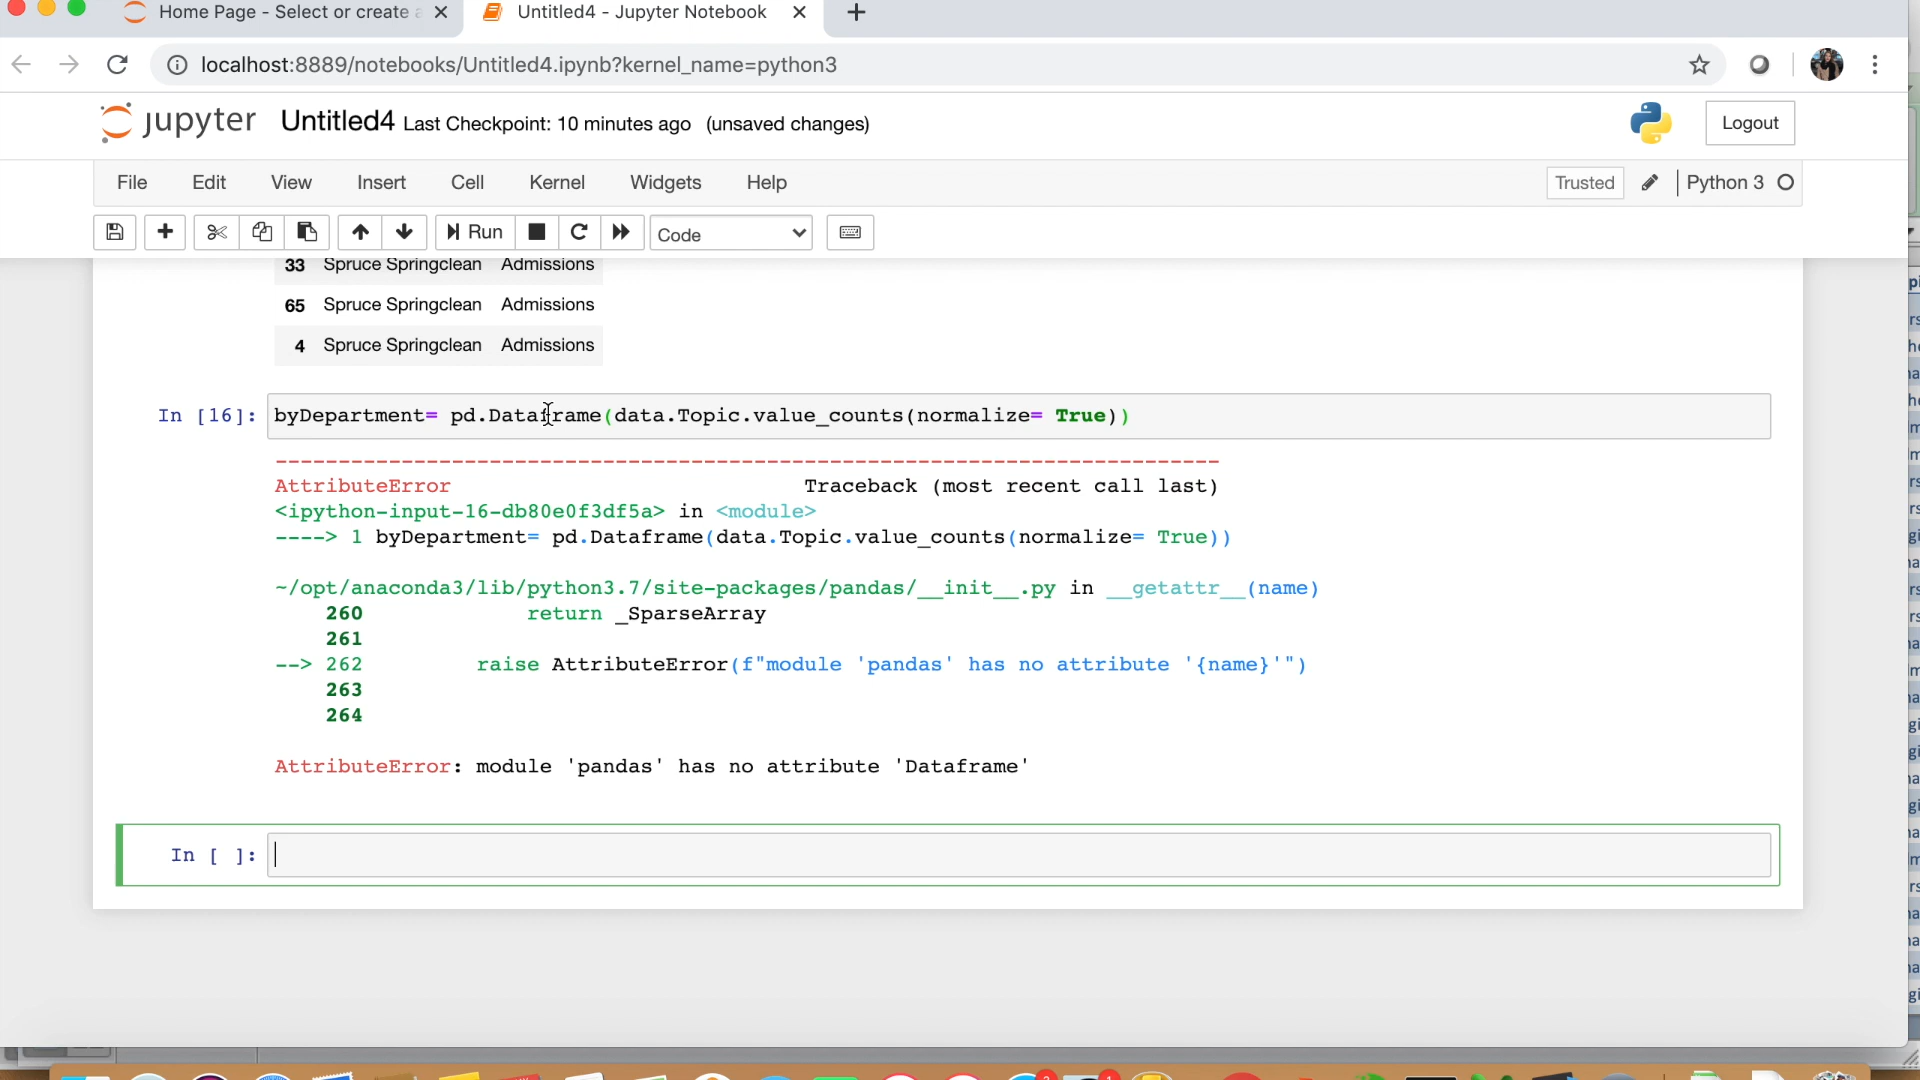 Home Page - Select or create a
Untitled4 - Jupyter Notebook
localhost:8889/notebooks/Untitled4.ipynb?kernel_name=python3
jupyter Untitled4 Last Checkpoint: 10 minutes ago (unsaved changes)
Logout
File Edit View Insert Cell Kernel Widgets Help
Trusted
Python 3
Run
Code
33 Spruce Springclean Admissions
65 Spruce Springclean Admissions
4 Spruce Springclean Admissions
In [16]: byDepartment= pd.Dataframe(data.Topic.value_counts(normalize= True))
---------------------------------------------------------------------------
AttributeError Traceback (most recent call last)
<ipython-input-16-db80e0f3df5a> in <module>
----> 1 byDepartment= pd.Dataframe(data.Topic.value_counts(normalize= True))
~/opt/anaconda3/lib/python3.7/site-packages/pandas/__init__.py in __getattr__(name)
260 return _SparseArray
261
--> 262 raise AttributeError(f"module 'pandas' has no attribute '{name}'")
263
264
AttributeError: module 'pandas' has no attribute 'Dataframe'
In [ ]: